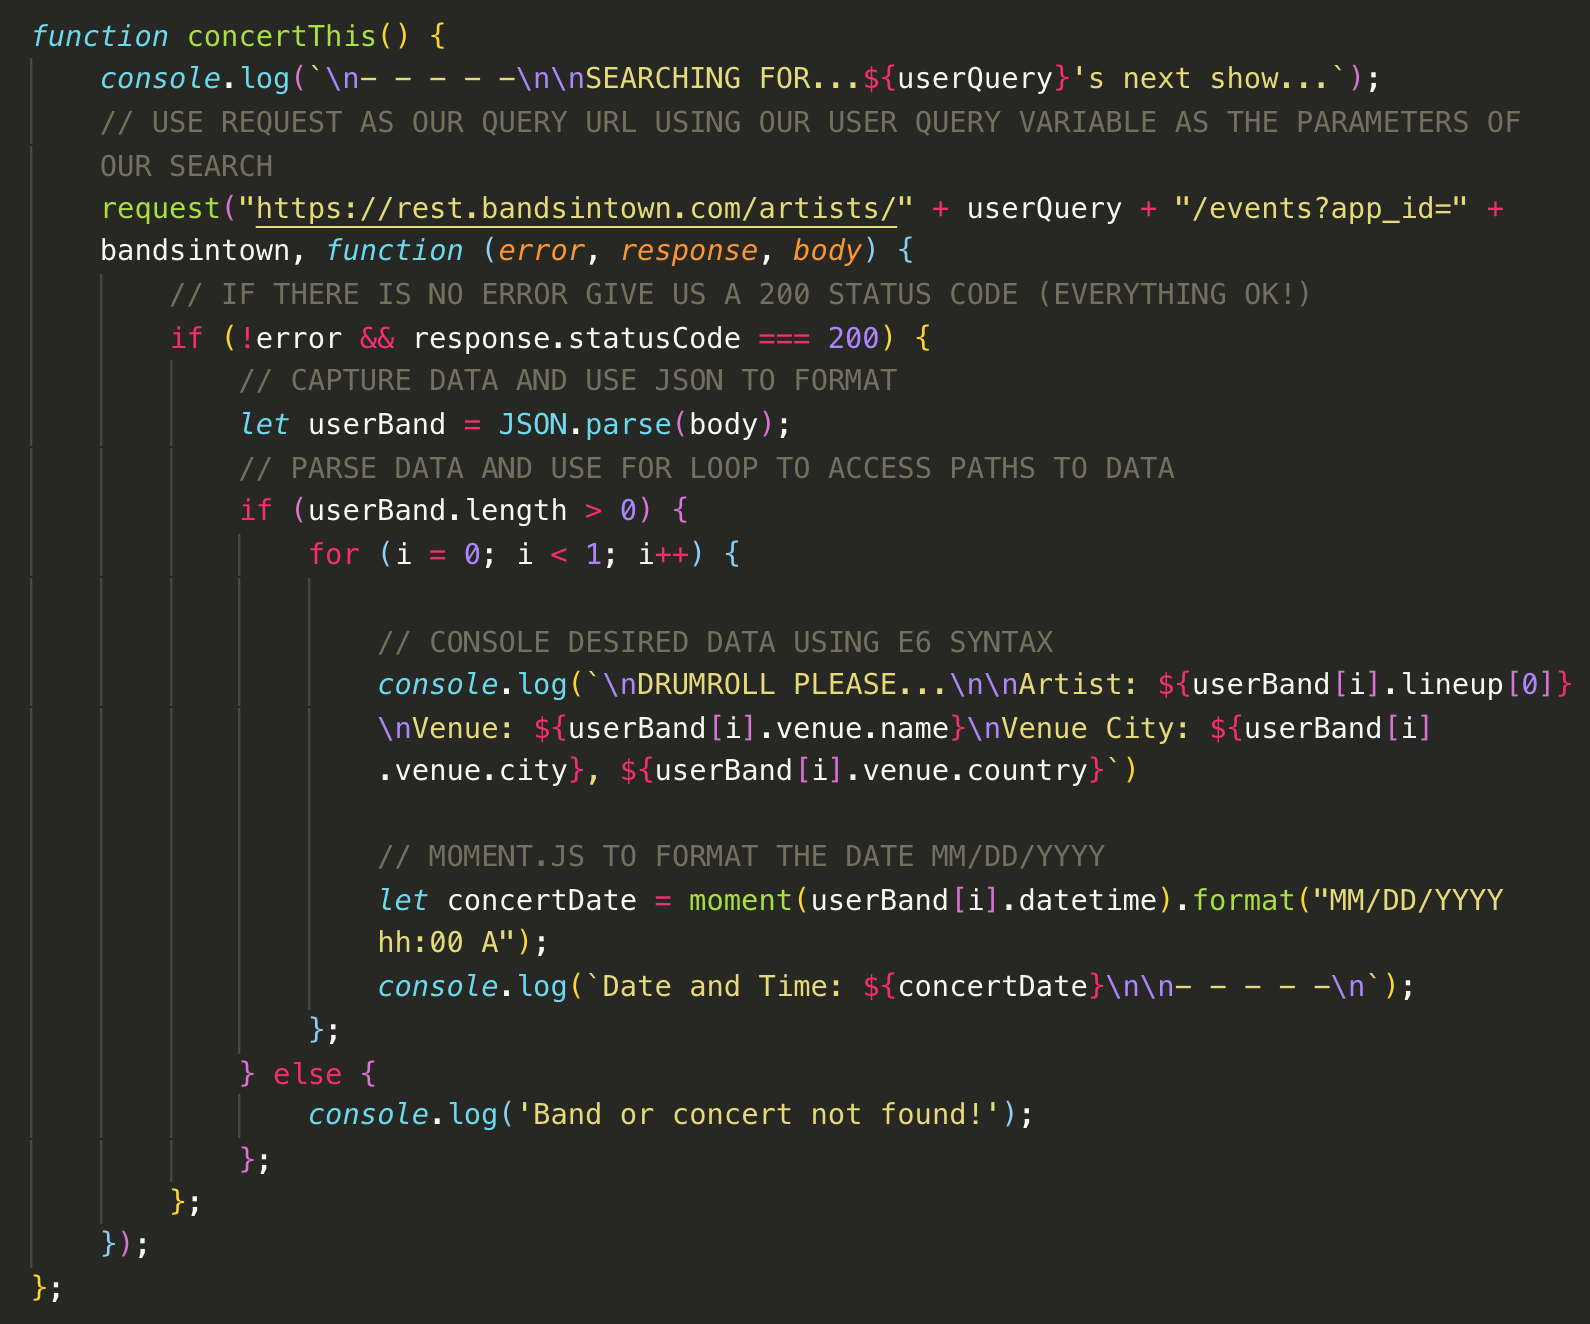 function concertThis() {
console.log(`\n- - - - -\n\nSEARCHING FOR...${userQuery}'s next show...`);
// USE REQUEST AS OUR QUERY URL USING OUR USER QUERY VARIABLE AS THE PARAMETERS OF
OUR SEARCH
request("https://rest.bandsintown.com/artists/" + userQuery + "/events?app_id=" +
bandsintown, function (error, response, body) {
// IF THERE IS NO ERROR GIVE US A 200 STATUS CODE (EVERYTHING OK!)
if (!error && response.statusCode === 200) {
// CAPTURE DATA AND USE JSON TO FORMAT
let userBand = JSON.parse(body);
// PARSE DATA AND USE FOR LOOP TO ACCESS PATHS TO DATA
if (userBand.length > 0) {
for (i = 0; i < 1; i++) {
// CONSOLE DESIRED DATA USING E6 SYNTAX
console.log(`\nDRUMROLL PLEASE...\n\nArtist: ${userBand[i].lineup[0]}
\nVenue: ${userBand[i].venue.name}\nVenue City: ${userBand[i]
.venue.city}, ${userBand[i].venue.country}`)
// MOMENT.JS TO FORMAT THE DATE MM/DD/YYYY
let concertDate = moment(userBand[i].datetime).format("MM/DD/YYYY
hh:00 A");
console.log(`Date and Time: ${concertDate}\n\n- - - - -\n`);
};
} else {
console.log('Band or concert not found!');
};
};
});
};